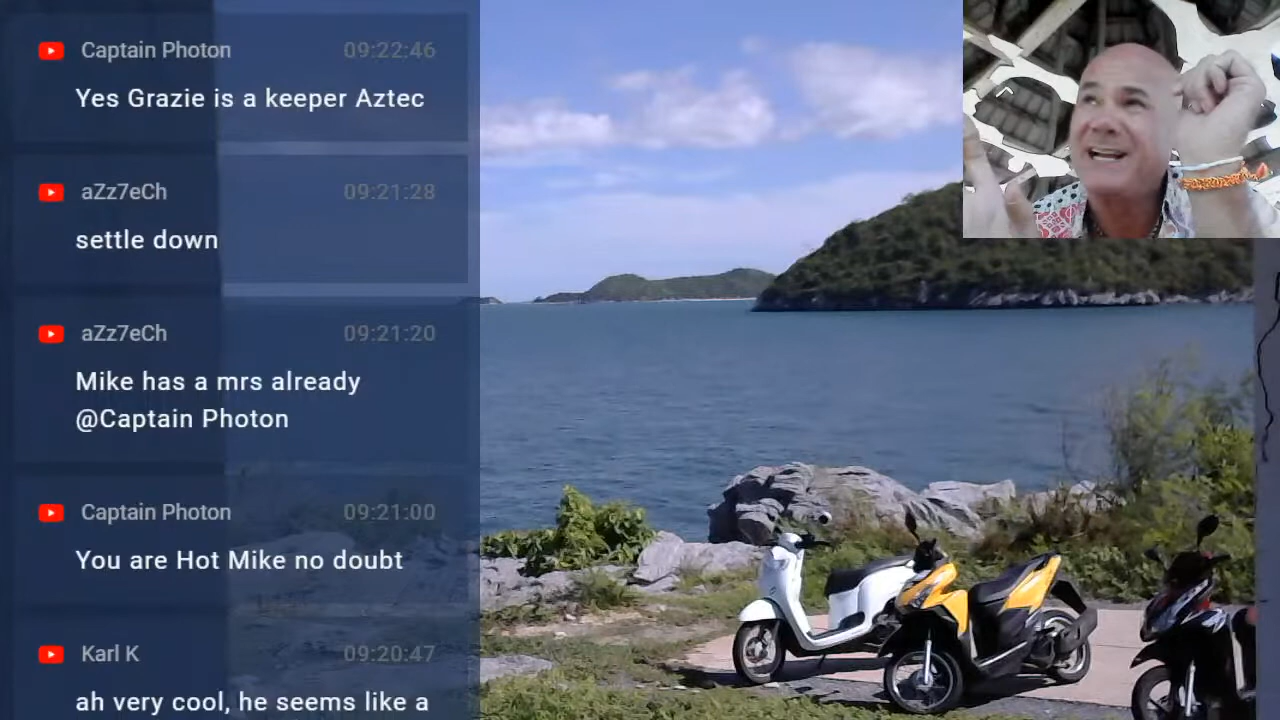 Captain Photon 09:22:46
Yes Grazie is a keeper Aztec
aZz7eCh 09:21:28
settle down
aZz7eCh 09:21:20
Mike has a mrs already
@Captain Photon
Captain Photon 09:21:00
You are Hot Mike no doubt
Karl K 09:20:47
ah very cool, he seems like a